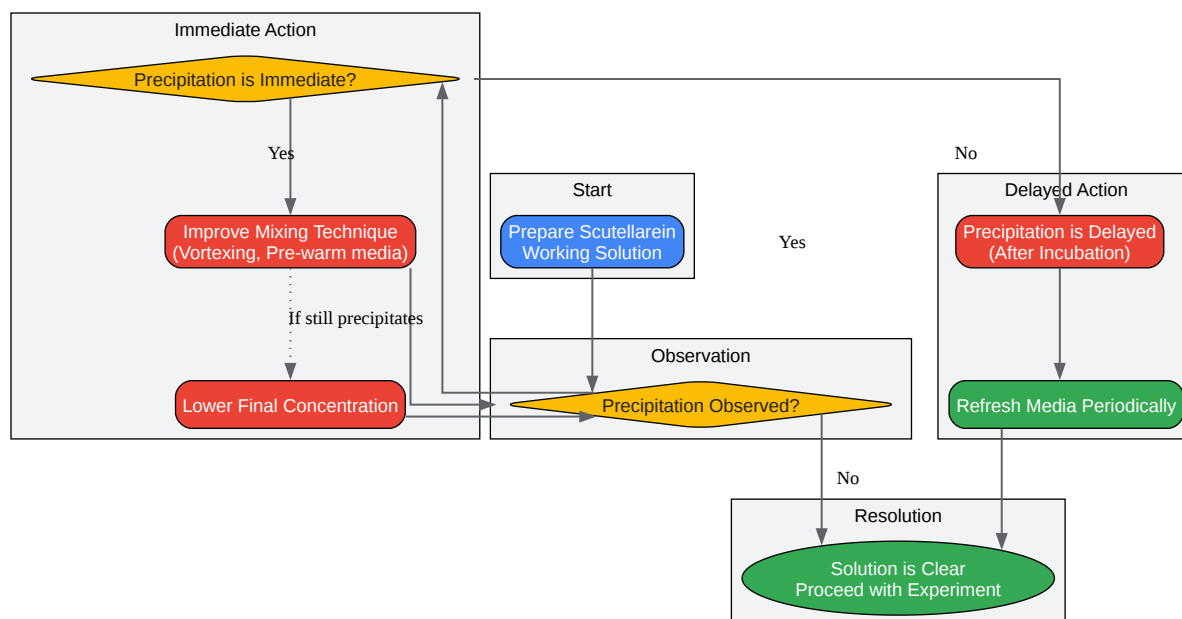 Immediate Action
Precipitation is Immediate?
Yes
No
Improve Mixing Technique
(Vortexing, Pre-warm media)
If still precipitates
Lower Final Concentration
Start
Prepare Scutellarein
Working Solution
Yes
Observation
Precipitation Observed?
No
Delayed Action
Precipitation is Delayed
(After Incubation)
Refresh Media Periodically
Resolution
Solution is Clear
Proceed with Experiment